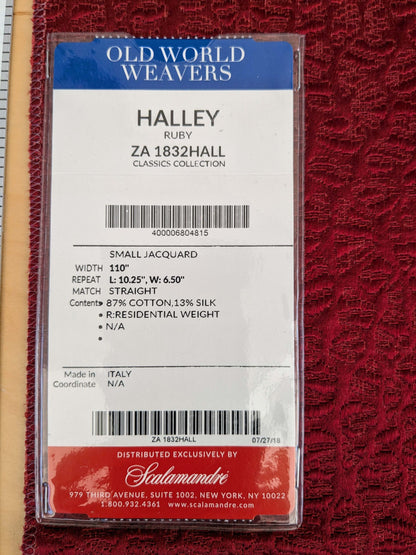 OLD WORLD
WEAVERS
HALLEY
RUBY
ZA 1832HALL
CLASSICS COLLECTION
400006804815
SMALL JACQUARD
WIDTH 110"
REPEAT L: 10.25", W: 6.50"
MATCH STRAIGHT
Contents • 87% COTTON,13% SILK
• R:RESIDENTIAL WEIGHT
• N/A
•
Made in ITALY
Coordinate N/A
ZA 1832HALL 07/27/18
DISTRIBUTED EXCLUSIVELY BY
Scalamandré
979 THIRD AVENUE, SUITE 1002, NEW YORK, NY 10022
1.800.932.4361 www.scalamandre.com